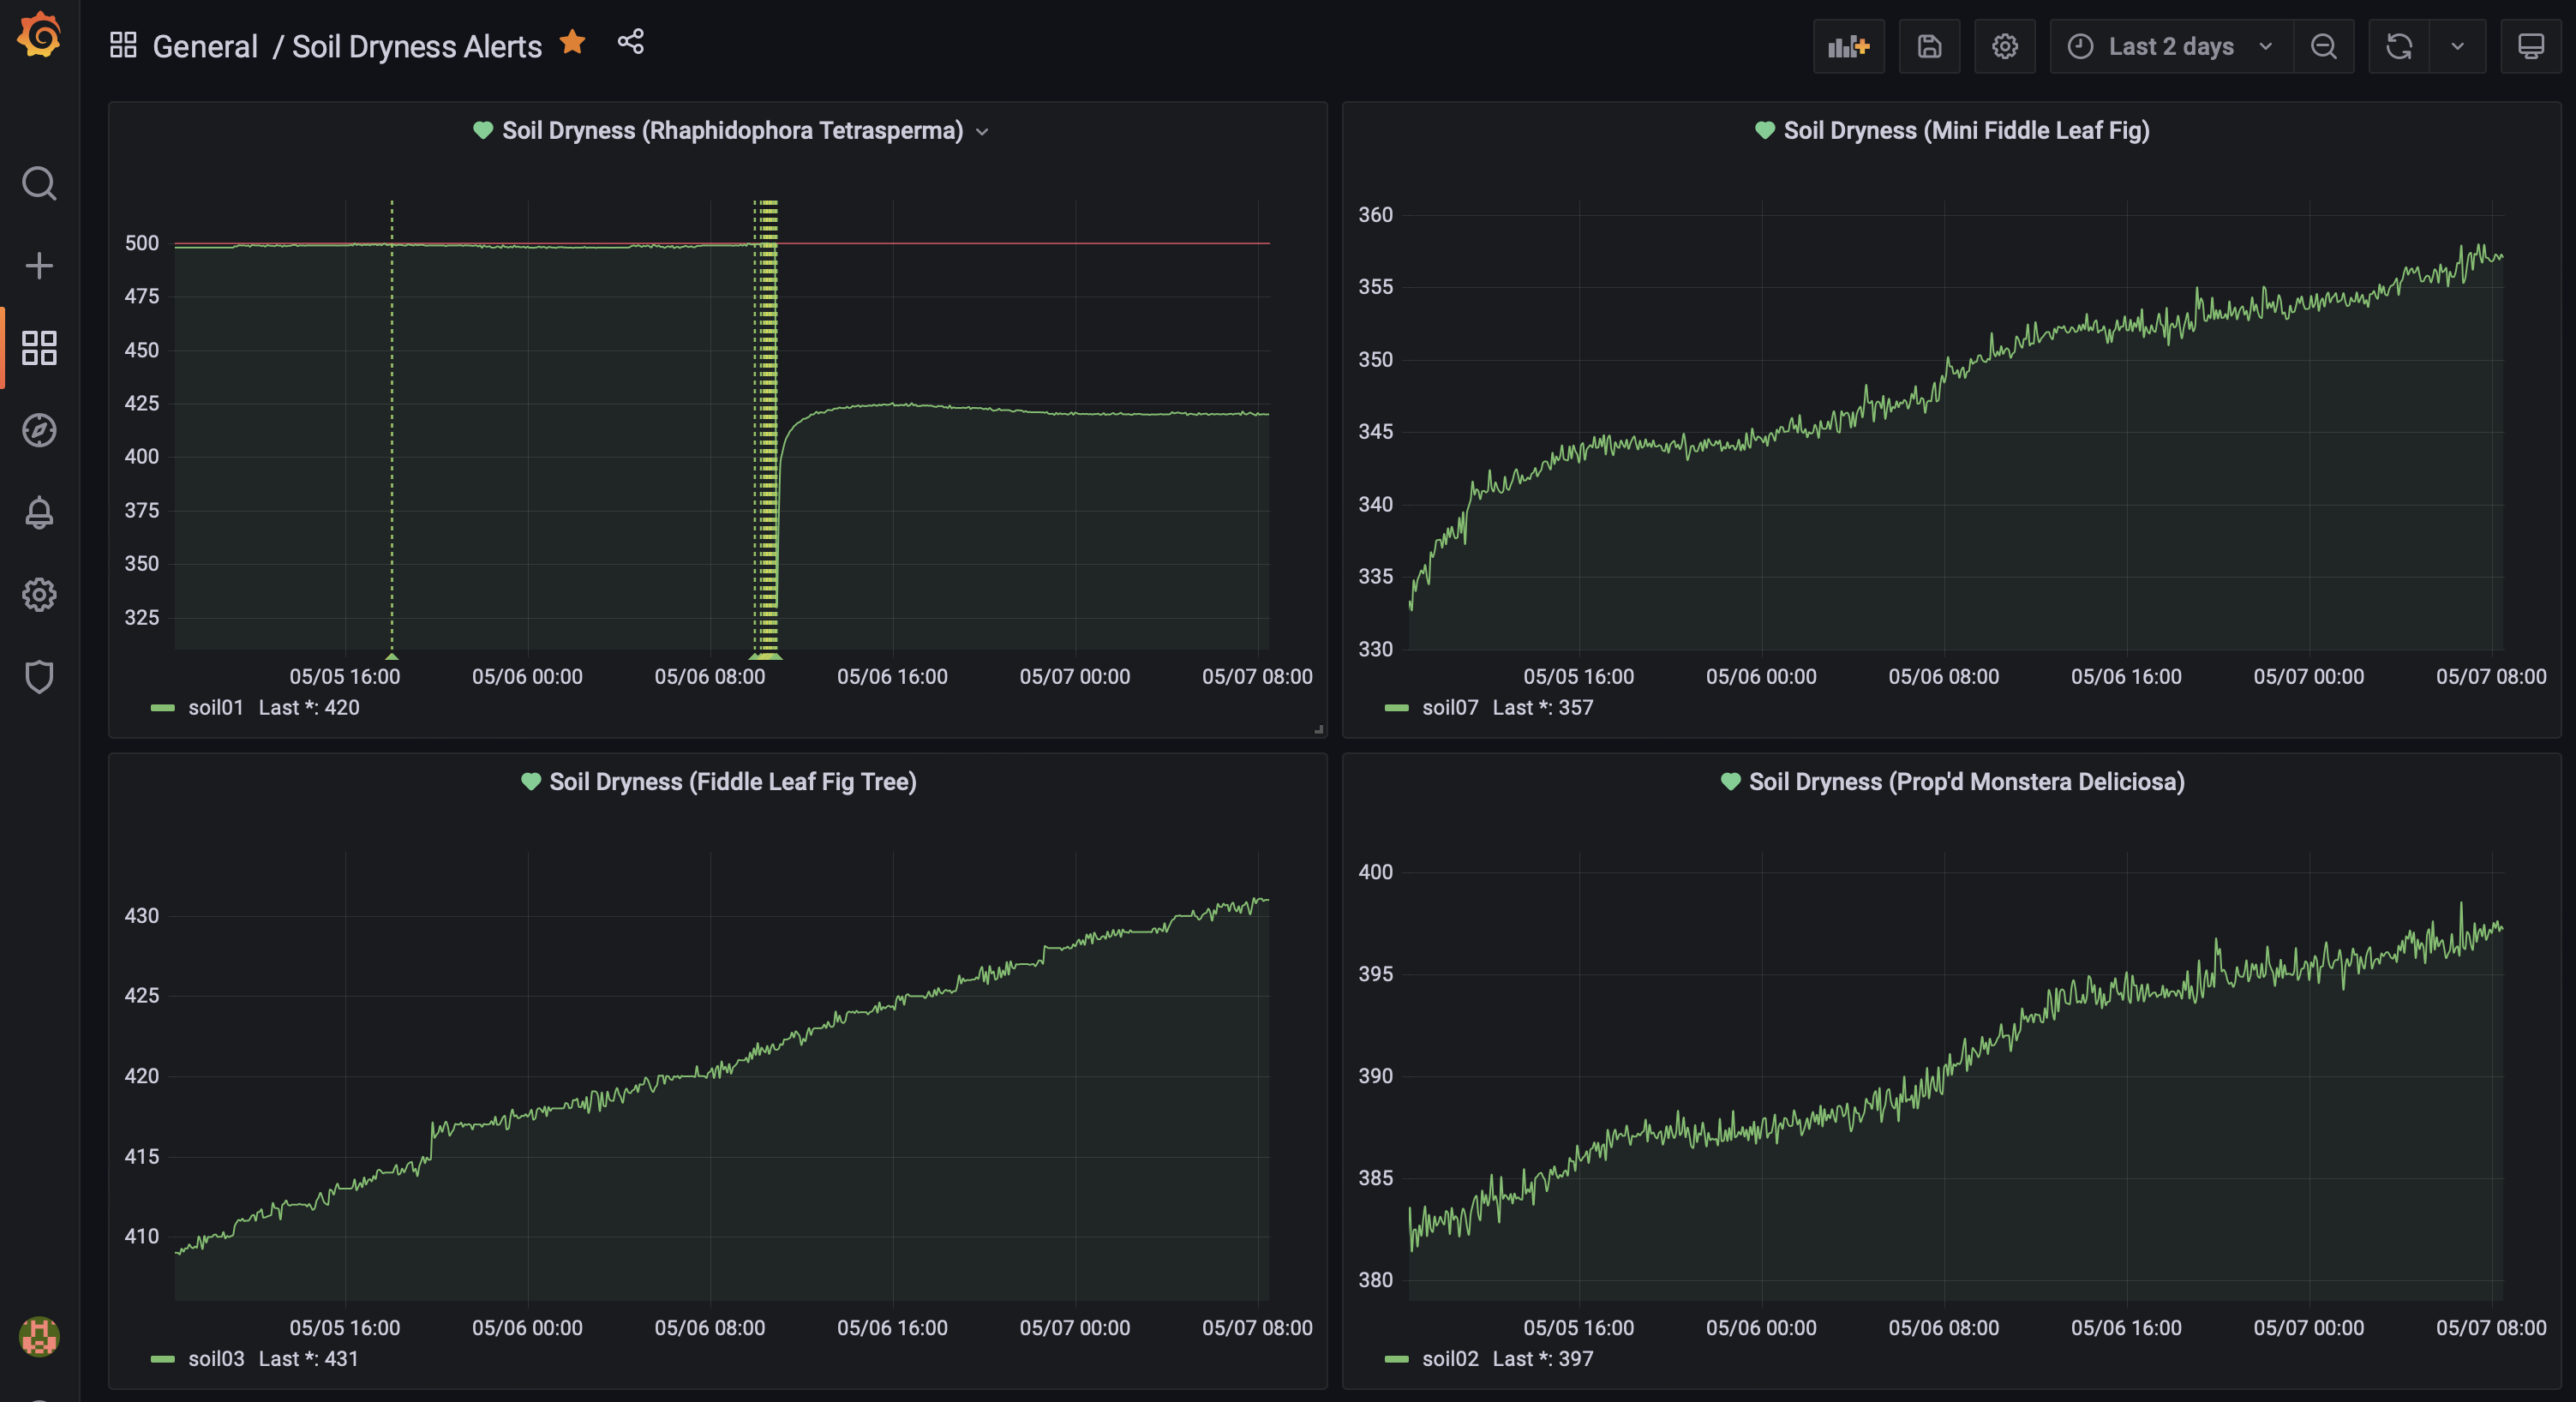 General / Soil Dryness Alerts
Last 2 days
Soil Dryness (Rhaphidophora Tetrasperma)
500
475
450
425
400
375
350
325
05/05 16:00 05/06 00:00 05/06 08:00 05/06 16:00 05/07 00:00 05/07 08:00
soil01 Last *: 420
Soil Dryness (Mini Fiddle Leaf Fig)
360
355
350
345
340
335
330
05/05 16:00 05/06 00:00 05/06 08:00 05/06 16:00 05/07 00:00 05/07 08:00
soil07 Last *: 357
Soil Dryness (Fiddle Leaf Fig Tree)
430
425
420
415
410
05/05 16:00 05/06 00:00 05/06 08:00 05/06 16:00 05/07 00:00 05/07 08:00
soil03 Last *: 431
Soil Dryness (Prop'd Monstera Deliciosa)
400
395
390
385
380
05/05 16:00 05/06 00:00 05/06 08:00 05/06 16:00 05/07 00:00 05/07 08:00
soil02 Last *: 397